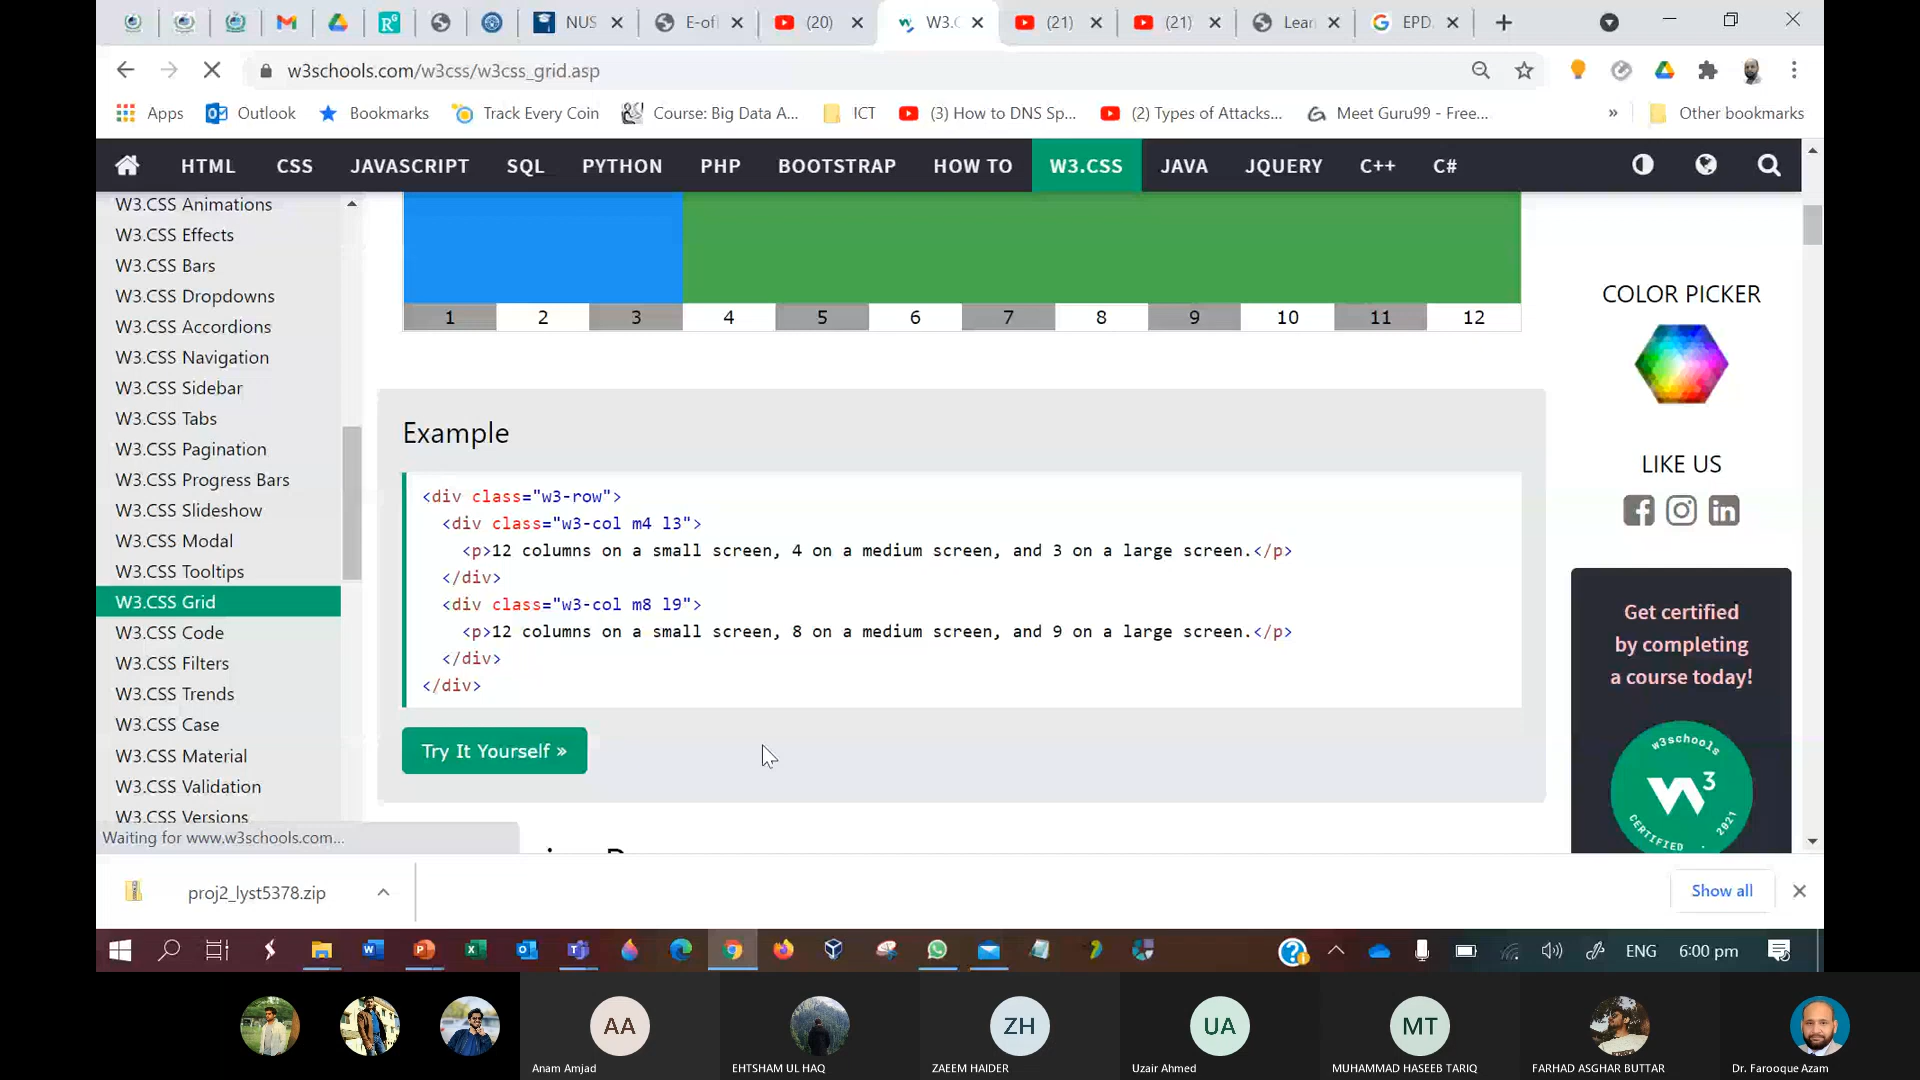 NUS
E-of
(20)
W3.C
(21)
(21)
Lear
EPD
w3schools.com/w3css/w3css_grid.asp
Apps
Outlook
Bookmarks
Track Every Coin
Course: Big Data A...
ICT
(3) How to DNS Sp...
(2) Types of Attacks...
Meet Guru99 - Free...
»
Other bookmarks
HTML
CSS
JAVASCRIPT
SQL
PYTHON
PHP
BOOTSTRAP
HOW TO
W3.CSS
JAVA
JQUERY
C++
C#
W3.CSS Animations
W3.CSS Effects
W3.CSS Bars
W3.CSS Dropdowns
W3.CSS Accordions
W3.CSS Navigation
W3.CSS Sidebar
W3.CSS Tabs
W3.CSS Pagination
W3.CSS Progress Bars
W3.CSS Slideshow
W3.CSS Modal
W3.CSS Tooltips
W3.CSS Grid
W3.CSS Code
W3.CSS Filters
W3.CSS Trends
W3.CSS Case
W3.CSS Material
W3.CSS Validation
W3.CSS Versions
Waiting for www.w3schools.com...
1 2 3 4 5 6 7 8 9 10 11 12
Example
<div class="w3-row">
<div class="w3-col m4 l3">
<p>12 columns on a small screen, 4 on a medium screen, and 3 on a large screen.</p>
</div>
<div class="w3-col m8 l9">
<p>12 columns on a small screen, 8 on a medium screen, and 9 on a large screen.</p>
</div>
</div>
Try It Yourself »
COLOR PICKER
LIKE US
Get certified
by completing
a course today!
w3schools
W3
CERTIFIED . 2021
proj2_lyst5378.zip
Show all
ENG
6:00 pm
AA
ZH
UA
MT
Anam Amjad
EHTSHAM UL HAQ
ZAEEM HAIDER
Uzair Ahmed
MUHAMMAD HASEEB TARIQ
FARHAD ASGHAR BUTTAR
Dr. Farooque Azam